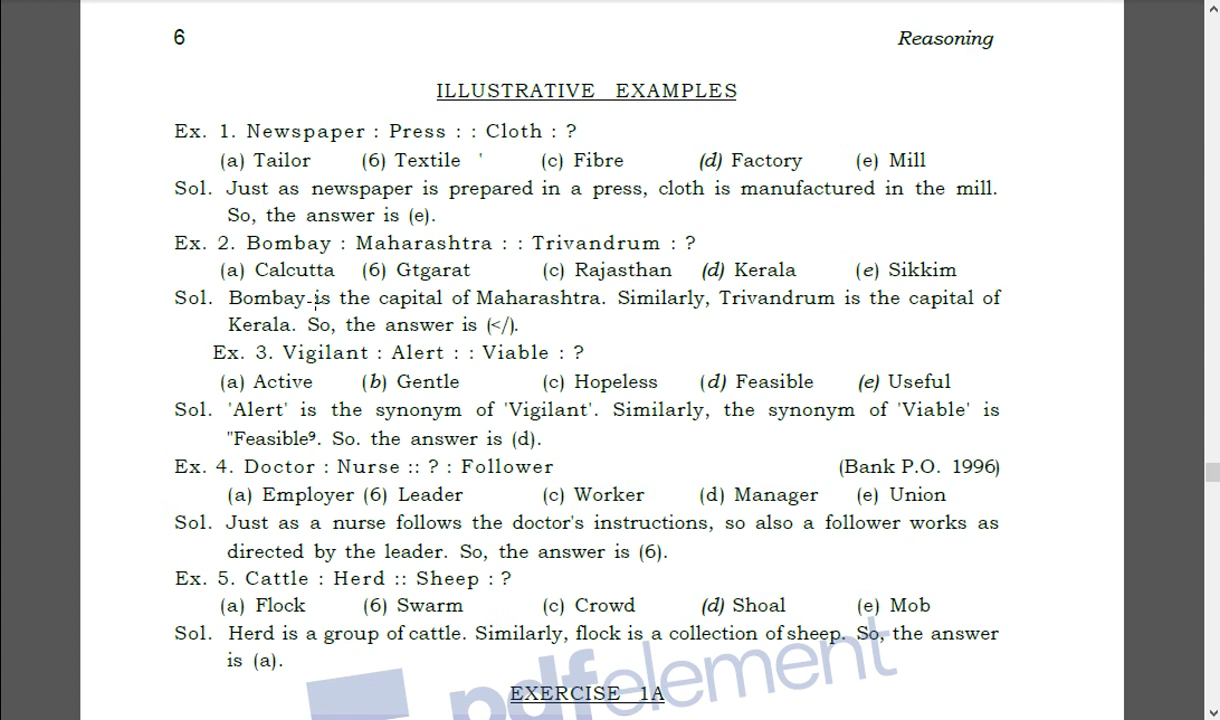 6 Reasoning
ILLUSTRATIVE EXAMPLES
Ex. 1. Newspaper : Press : : Cloth : ?
(a) Tailor (6) Textile ' (c) Fibre (d) Factory (e) Mill
Sol. Just as newspaper is prepared in a press, cloth is manufactured in the mill.
So, the answer is (e).
Ex. 2. Bombay : Maharashtra : : Trivandrum : ?
(a) Calcutta (6) Gtgarat (c) Rajasthan (d) Kerala (e) Sikkim
Sol. Bombay-is the capital of Maharashtra. Similarly, Trivandrum is the capital of
Kerala. So, the answer is (</).
Ex. 3. Vigilant : Alert : : Viable : ?
(a) Active (b) Gentle (c) Hopeless (d) Feasible (e) Useful
Sol. 'Alert' is the synonym of 'Vigilant'. Similarly, the synonym of 'Viable' is
"Feasible⁹. So. the answer is (d).
Ex. 4. Doctor : Nurse :: ? : Follower (Bank P.O. 1996)
(a) Employer (6) Leader (c) Worker (d) Manager (e) Union
Sol. Just as a nurse follows the doctor's instructions, so also a follower works as
directed by the leader. So, the answer is (6).
Ex. 5. Cattle : Herd :: Sheep : ?
(a) Flock (6) Swarm (c) Crowd (d) Shoal (e) Mob
Sol. Herd is a group of cattle. Similarly, flock is a collection of sheep. So, the answer
is (a).
pdfelement
EXERCISE 1A